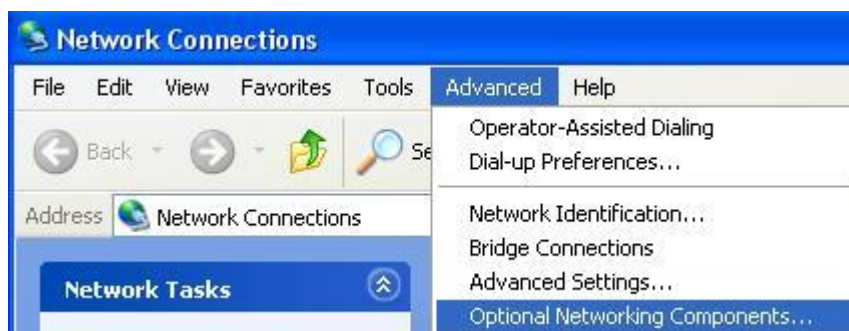 Network Connections
File Edit View Favorites Tools Advanced Help
Operator-Assisted Dialing
Back
Dial-up Preferences...
Address Network Connections
Network Identification...
Bridge Connections
Network Tasks
Advanced Settings...
Optional Networking Components...